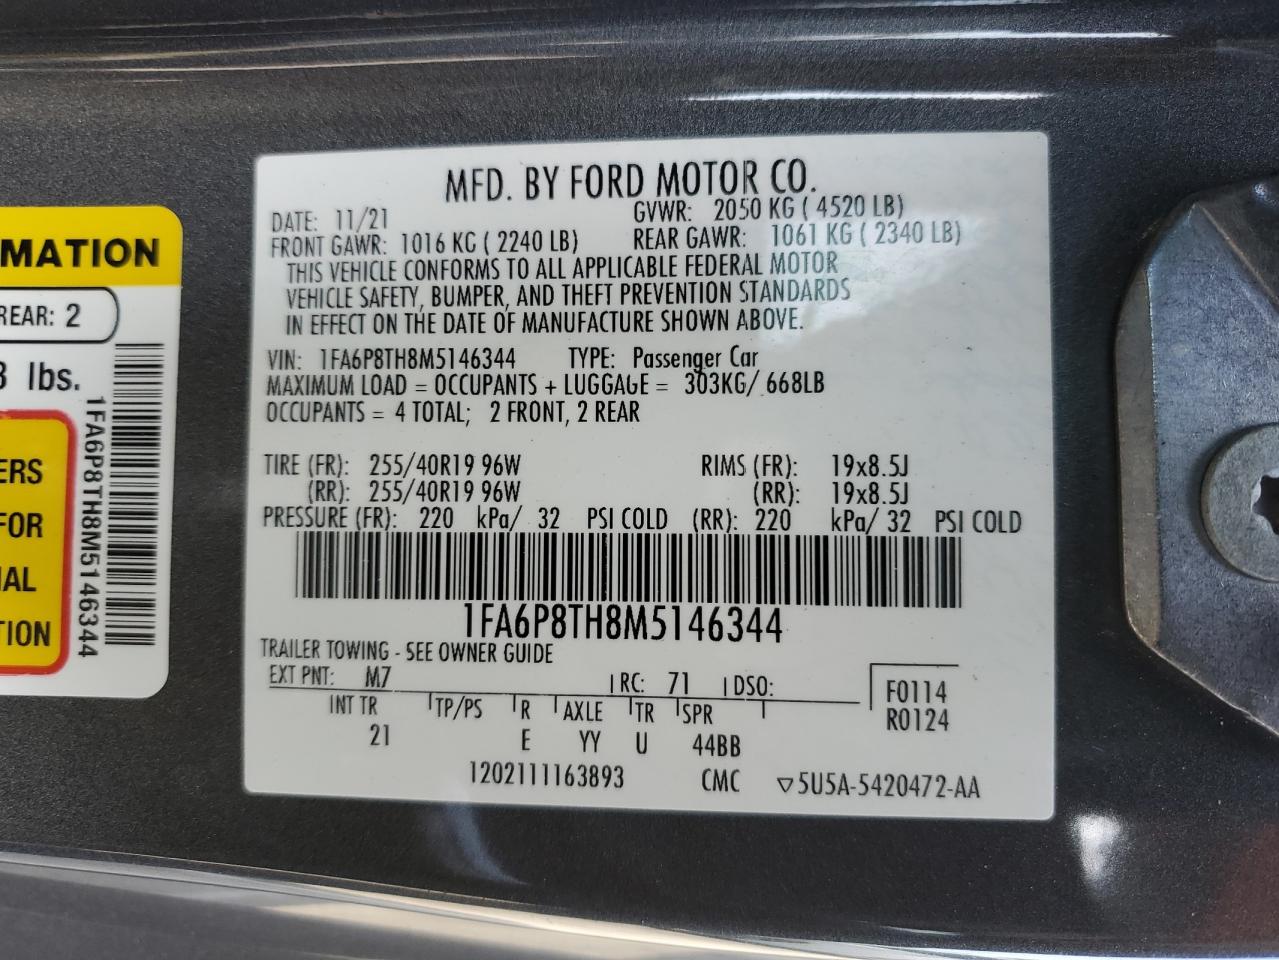 MATION
REAR: 2
lbs.
ERS
FOR
TION
1FA6P8TH8M5146344
MFD. BY FORD MOTOR CO.
DATE: 11/21 GVWR: 2050 KG ( 4520 LB)
FRONT GAWR: 1016 KG ( 2240 LB) REAR GAWR: 1061 KG ( 2340 LB)
THIS VEHICLE CONFORMS TO ALL APPLICABLE FEDERAL MOTOR
VEHICLE SAFETY, BUMPER, AND THEFT PREVENTION STANDARDS
IN EFFECT ON THE DATE OF MANUFACTURE SHOWN ABOVE.
VIN: 1FA6P8TH8M5146344 TYPE: Passenger Car
MAXIMUM LOAD = OCCUPANTS + LUGGAGE = 303KG/ 668LB
OCCUPANTS = 4 TOTAL; 2 FRONT, 2 REAR
TIRE (FR): 255/40R19 96W RIMS (FR): 19x8.5J
(RR): 255/40R19 96W (RR): 19x8.5J
PRESSURE (FR): 220 kPa/ 32 PSI COLD (RR): 220 kPa/ 32 PSI COLD
1FA6P8TH8M5146344
TRAILER TOWING - SEE OWNER GUIDE
EXT PNT: M7 RC: 71 DSO: F0114
INT TR TP/PS R AXLE TR SPR R0124
21 E YY U 44BB
1202111163893 CMC ▽5U5A-5420472-AA